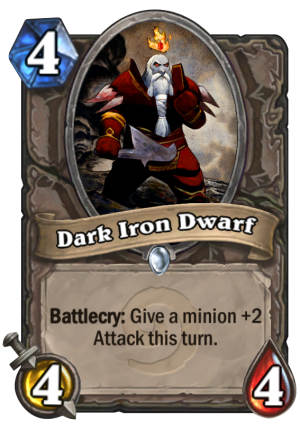 4
Dark Iron Dwarf
Battlecry: Give a minion +2
Attack this turn.
4
4